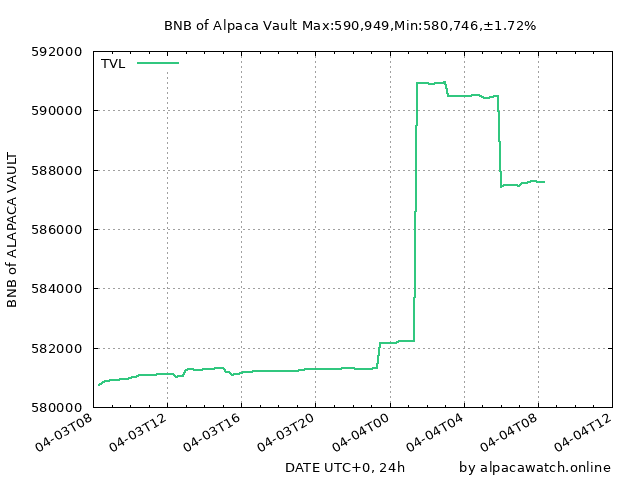 BNB of Alpaca Vault Max:590,949,Min:580,746,±1.72%
TVL
592000
590000
588000
586000
584000
582000
580000
BNB of ALAPACA VAULT
04-03T08
04-03T12
04-03T16
04-03T20
04-04T00
04-04T04
04-04T08
04-04T12
DATE UTC+0, 24h
by alpacawatch.online